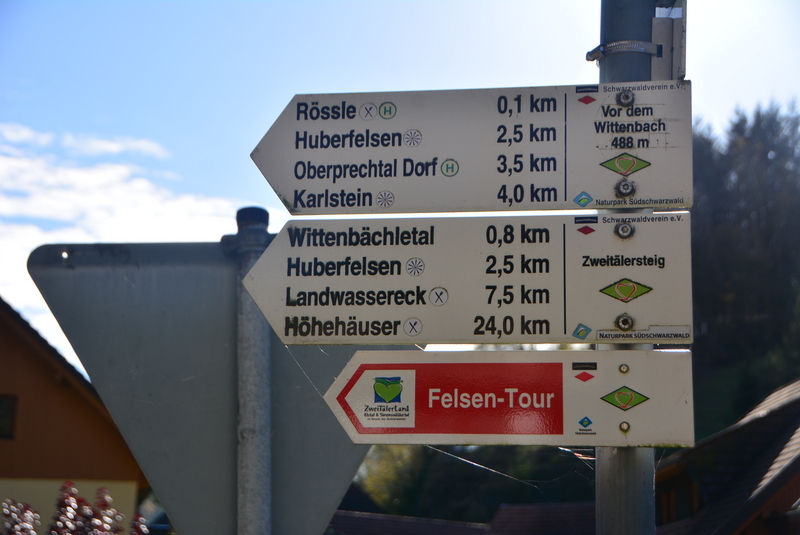 Schwarzwaldverein e.V.
Rössle 0,1 km
Huberfelsen 2,5 km
Oberprechtal Dorf 3,5 km
Karlstein 4,0 km
Vor dem
Wittenbach
488 m
Naturpark Südschwarzwald
Schwarzwaldverein e.V.
Wittenbächletal 0,8 km
Huberfelsen 2,5 km
Landwassereck 7,5 km
Höhehäuser 24,0 km
Zweitälersteig
NATURPARK SÜDSCHWARZWALD
ZweiTälerLand
Felsen-Tour